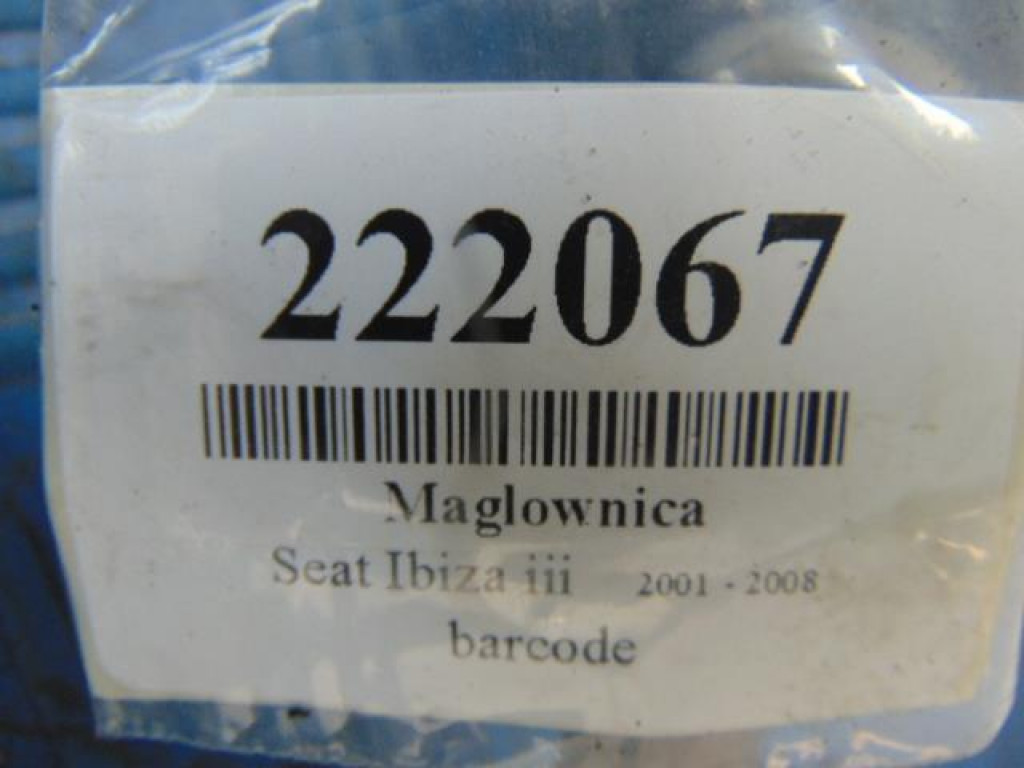 222067
Maglownica
Seat Ibiza iii 2001 - 2008
barcode